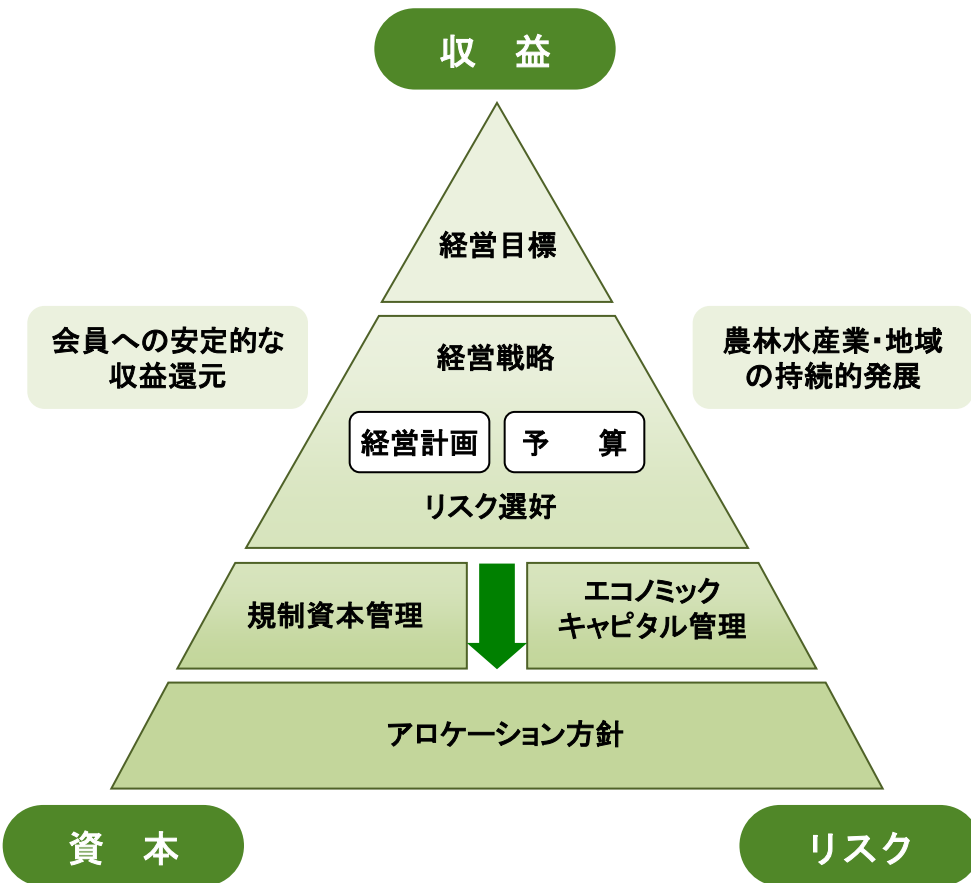 収　益
経営目標
会員への安定的な
収益還元
農林水産業・地域
の持続的発展
経営戦略
経営計画
予　算
リスク選好
規制資本管理
エコノミック
キャピタル管理
アロケーション方針
資　本
リスク